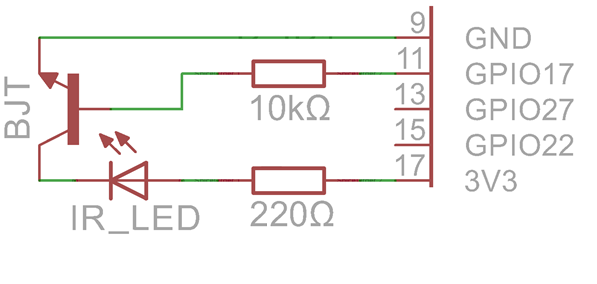 9 GND
11 GPIO17
10kΩ
13 GPIO27
BJT
15 GPIO22
17 3V3
IR_LED
220Ω